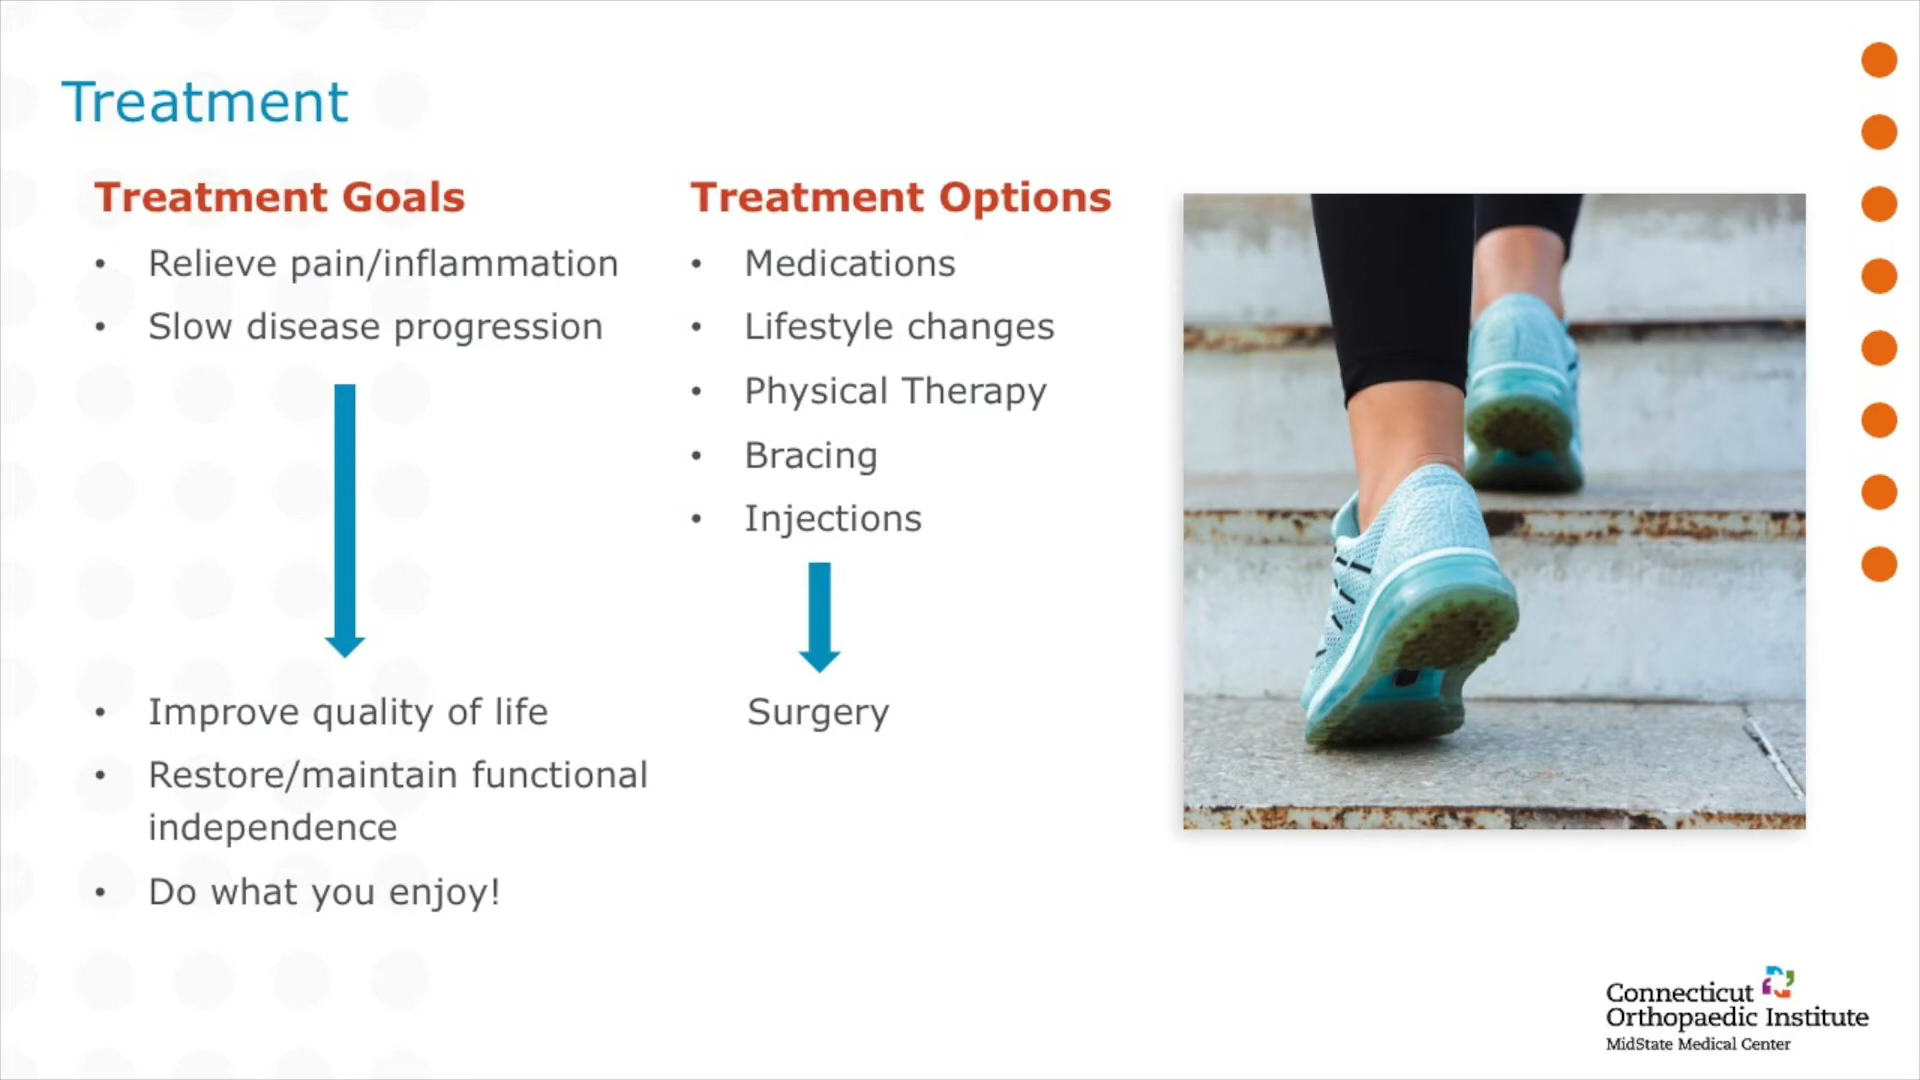 Treatment
Treatment Goals
• Relieve pain/inflammation
• Slow disease progression
• Improve quality of life
• Restore/maintain functional
independence
• Do what you enjoy!
Treatment Options
• Medications
• Lifestyle changes
• Physical Therapy
• Bracing
• Injections
Surgery
Connecticut
Orthopaedic Institute
MidState Medical Center